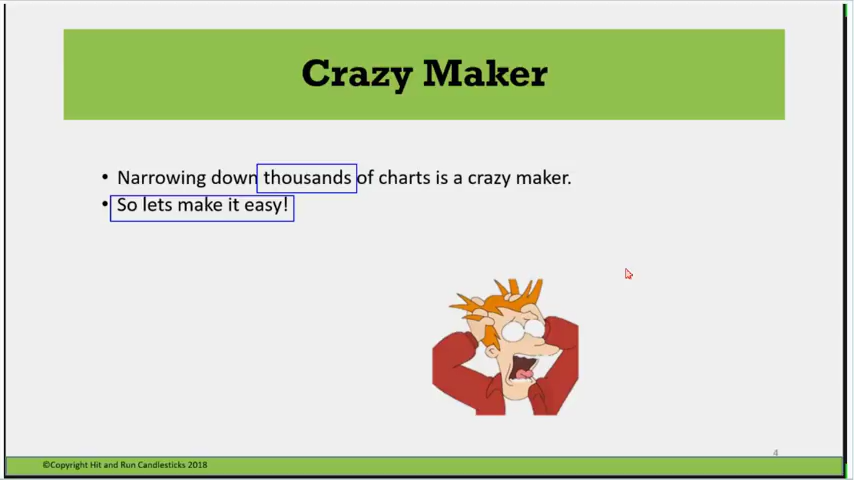 Crazy Maker
• Narrowing down thousands of charts is a crazy maker.
• So lets make it easy!
4
©Copyright Hit and Run Candlesticks 2018